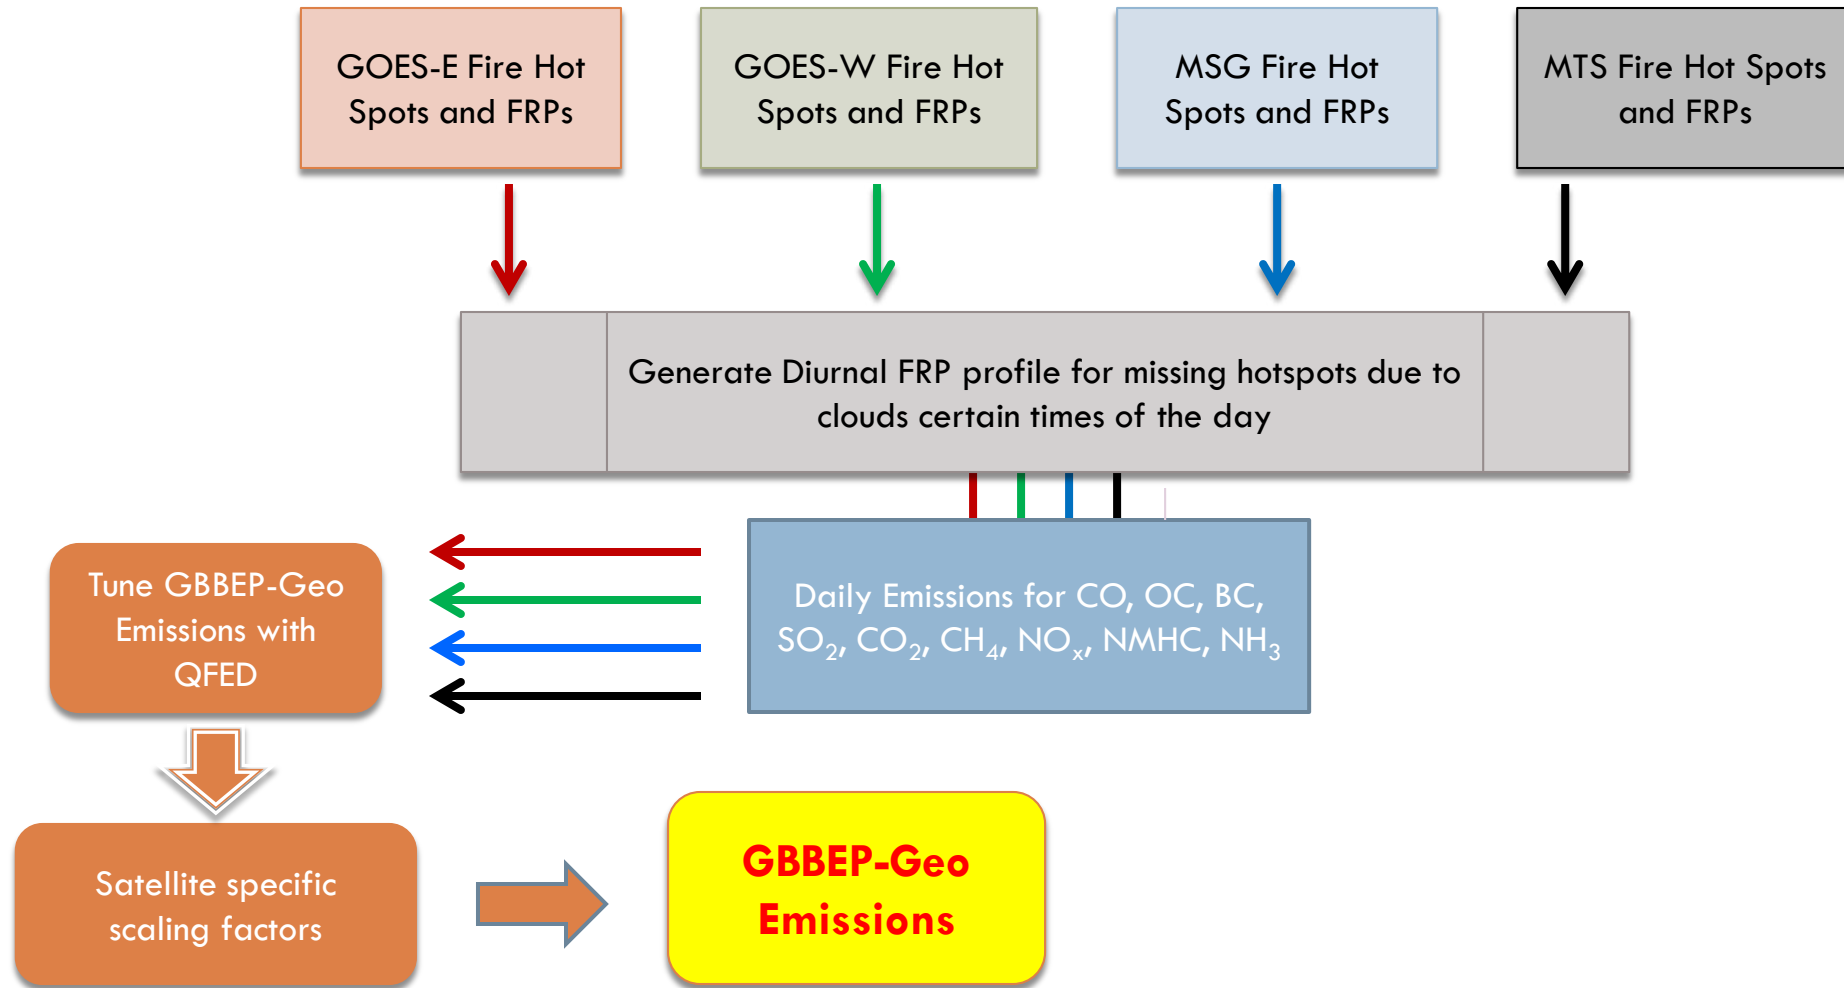 GOES-E Fire Hot
Spots and FRPs
GOES-W Fire Hot
Spots and FRPs
MSG Fire Hot
Spots and FRPs
MTS Fire Hot Spots
and FRPs
Generate Diurnal FRP profile for missing hotspots due to
clouds certain times of the day
Daily Emissions for CO, OC, BC,
SO₂, CO₂, CH₄, NOₓ, NMHC, NH₃
Tune GBBEP-Geo
Emissions with
QFED
Satellite specific
scaling factors
GBBEP-Geo
Emissions